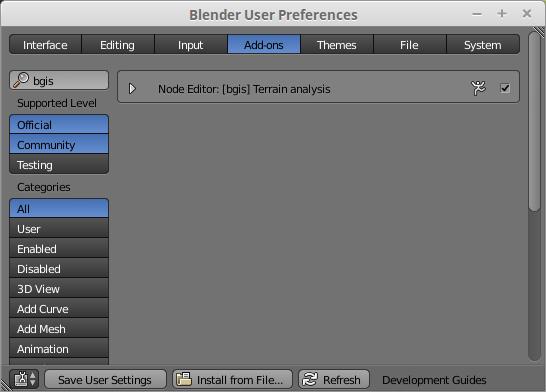 Blender User Preferences
Interface Editing Input Add-ons Themes File System
bgis
Node Editor: [bgis] Terrain analysis
Supported Level
Official
Community
Testing
Categories
All
User
Enabled
Disabled
3D View
Add Curve
Add Mesh
Animation
Save User Settings Install from File... Refresh Development Guides